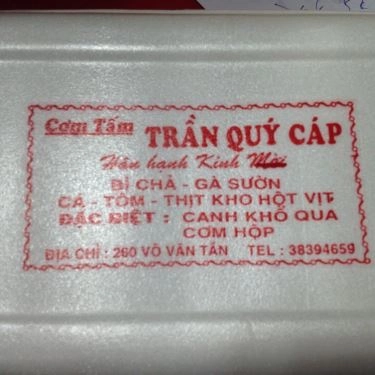 Cơm Tấm
TRẦN QUÝ CÁP
Hân hạnh Kính Mời
BÌ CHẢ - GÀ SƯỜN
CÁ - TÔM - THỊT KHO HỘT VỊT
ĐẶC BIỆT : CANH KHỔ QUA
CƠM HỘP
ĐỊA CHỈ : 260 VÕ VĂN TẦN TEL : 38394659